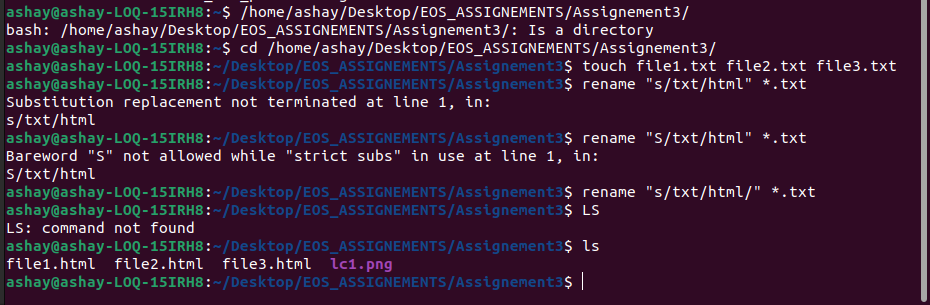 ashay@ashay-LOQ-15IRH8:~$ /home/ashay/Desktop/EOS_ASSIGNEMENTS/Assignement3/
bash: /home/ashay/Desktop/EOS_ASSIGNEMENTS/Assignement3/: Is a directory
ashay@ashay-LOQ-15IRH8:~$ cd /home/ashay/Desktop/EOS_ASSIGNEMENTS/Assignement3/
ashay@ashay-LOQ-15IRH8:~/Desktop/EOS_ASSIGNEMENTS/Assignement3$ touch file1.txt file2.txt file3.txt
ashay@ashay-LOQ-15IRH8:~/Desktop/EOS_ASSIGNEMENTS/Assignement3$ rename "s/txt/html" *.txt
Substitution replacement not terminated at line 1, in:
s/txt/html
ashay@ashay-LOQ-15IRH8:~/Desktop/EOS_ASSIGNEMENTS/Assignement3$ rename "S/txt/html" *.txt
Bareword "S" not allowed while "strict subs" in use at line 1, in:
S/txt/html
ashay@ashay-LOQ-15IRH8:~/Desktop/EOS_ASSIGNEMENTS/Assignement3$ rename "s/txt/html/" *.txt
ashay@ashay-LOQ-15IRH8:~/Desktop/EOS_ASSIGNEMENTS/Assignement3$ LS
LS: command not found
ashay@ashay-LOQ-15IRH8:~/Desktop/EOS_ASSIGNEMENTS/Assignement3$ ls
file1.html  file2.html  file3.html  lc1.png
ashay@ashay-LOQ-15IRH8:~/Desktop/EOS_ASSIGNEMENTS/Assignement3$